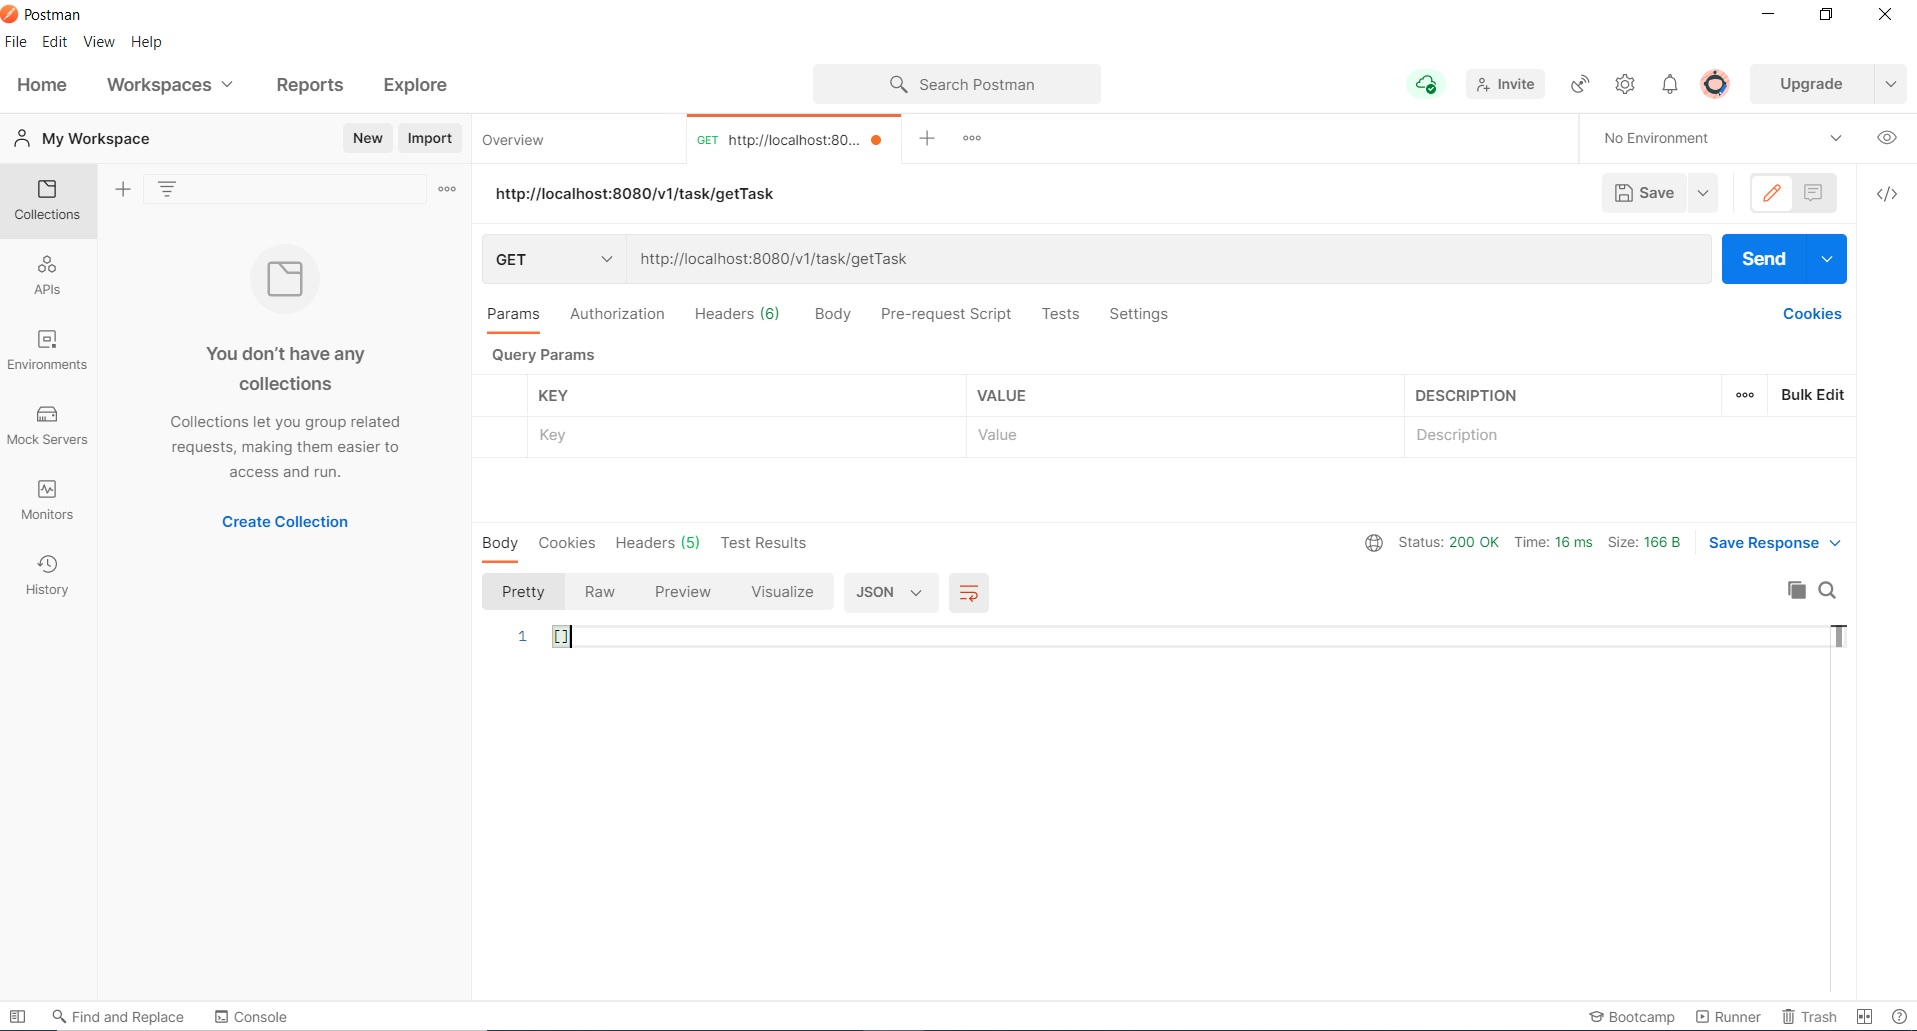 Postman
File Edit View Help
Home Workspaces Reports Explore Search Postman Invite Upgrade
My Workspace New Import Overview GET http://localhost:80... No Environment
Collections
APIs
Environments
Mock Servers
Monitors
History
You don’t have any
collections
Collections let you group related
requests, making them easier to
access and run.
Create Collection
http://localhost:8080/v1/task/getTask Save
GET http://localhost:8080/v1/task/getTask Send
Params Authorization Headers (6) Body Pre-request Script Tests Settings Cookies
Query Params
KEY VALUE DESCRIPTION Bulk Edit
Key Value Description
Body Cookies Headers (5) Test Results Status: 200 OK Time: 16 ms Size: 166 B Save Response
Pretty Raw Preview Visualize JSON
1 []
Find and Replace Console Bootcamp Runner Trash